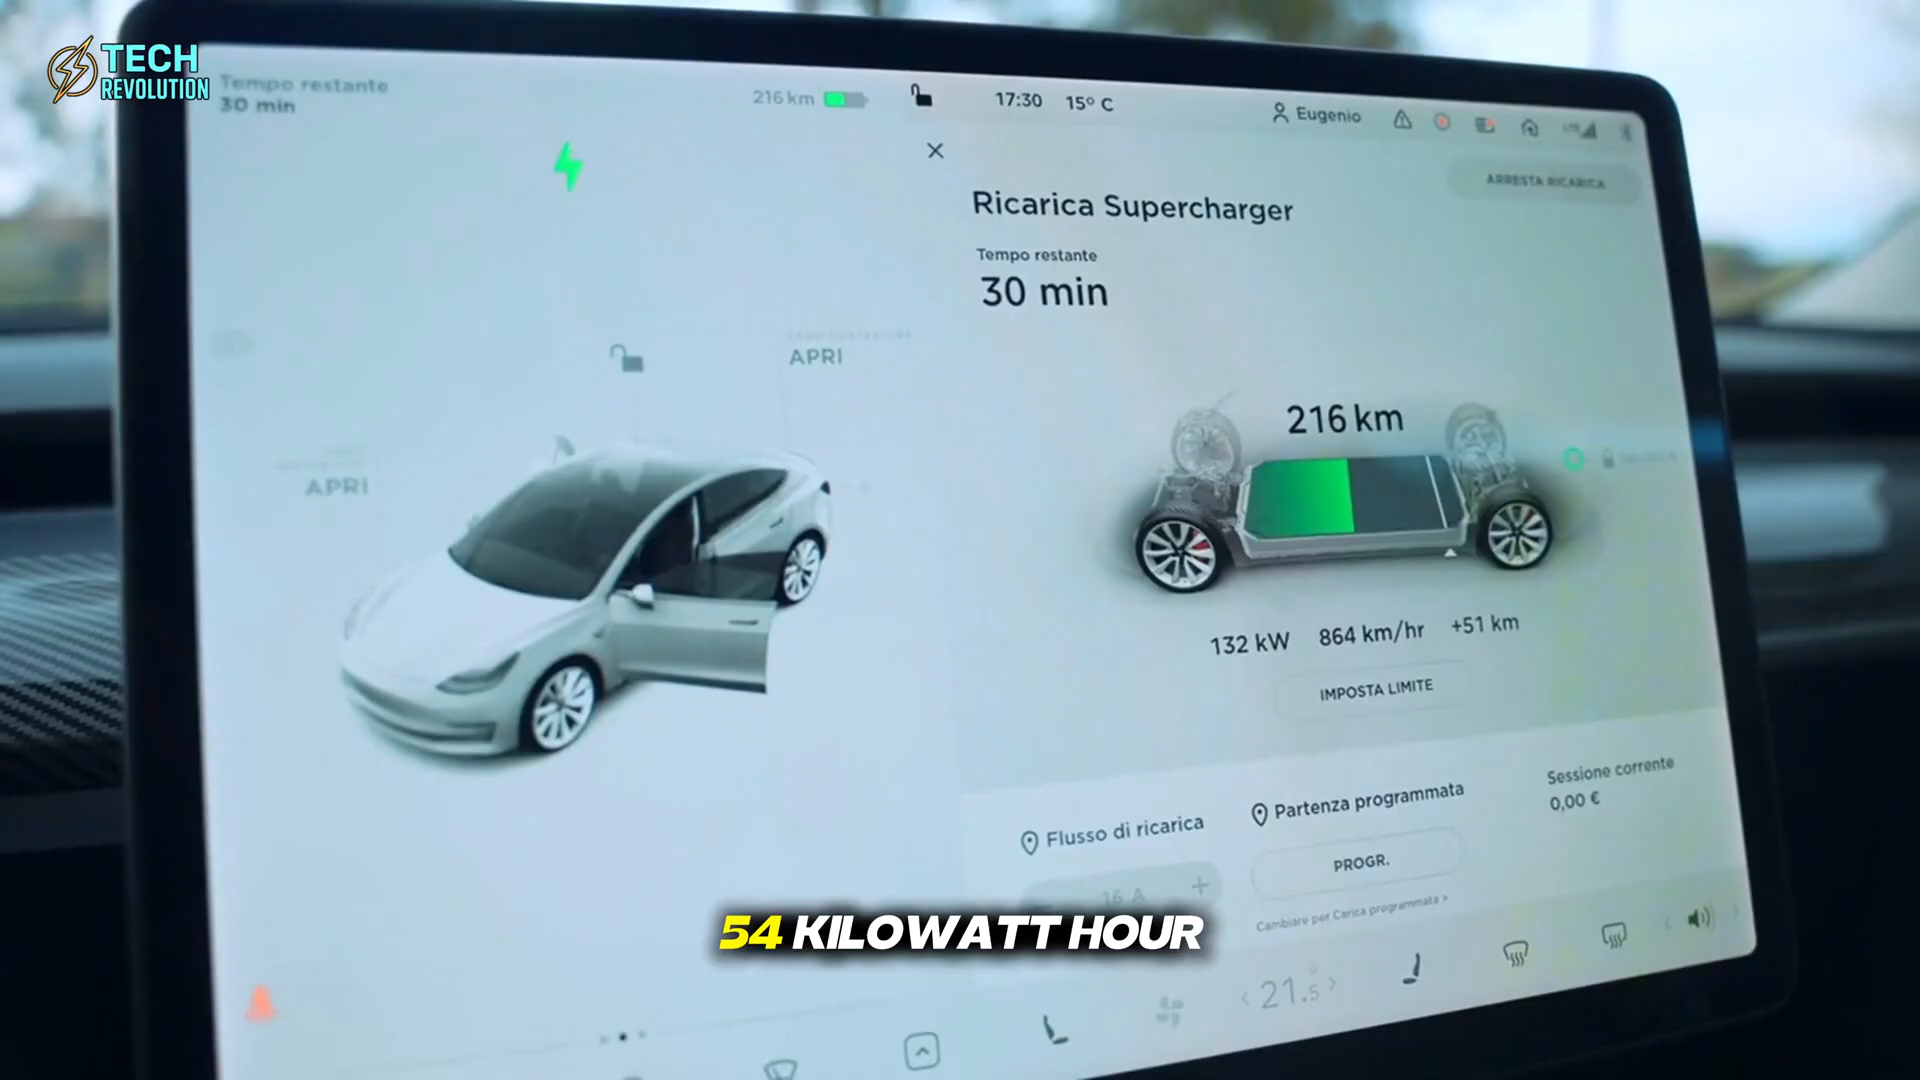 TECH
REVOLUTION
Tempo restante
30 min
216 km
17:30
15° C
Eugenio
LTE
ARRESTA RICARICA
Ricarica Supercharger
Tempo restante
30 min
APRI
APRI
216 km
132 kW
864 km/hr
+51 km
IMPOSTA LIMITE
Flusso di ricarica
16 A
+
Partenza programmata
PROGR.
Cambiare per Carica programmata >
Sessione corrente
0,00 €
54 KILOWATT HOUR
< 21.5 >